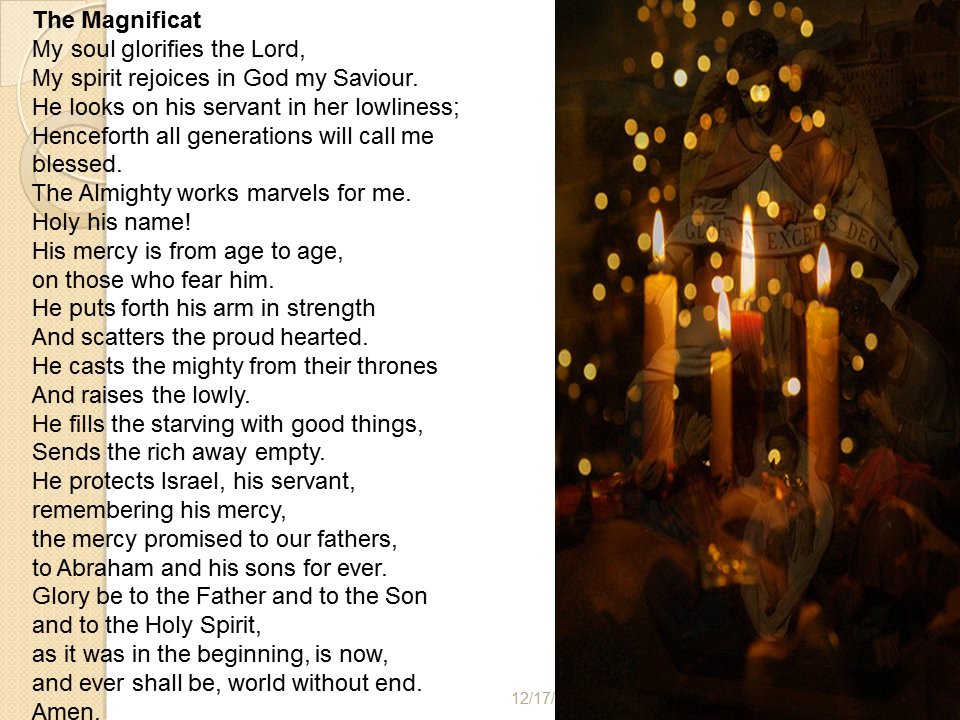 The Magnificat
My soul glorifies the Lord,
My spirit rejoices in God my Saviour.
He looks on his servant in her lowliness;
Henceforth all generations will call me
blessed.
The Almighty works marvels for me.
Holy his name!
His mercy is from age to age,
on those who fear him.
He puts forth his arm in strength
And scatters the proud hearted.
He casts the mighty from their thrones
And raises the lowly.
He fills the starving with good things,
Sends the rich away empty.
He protects Israel, his servant,
remembering his mercy,
the mercy promised to our fathers,
to Abraham and his sons for ever.
Glory be to the Father and to the Son
and to the Holy Spirit,
as it was in the beginning, is now,
and ever shall be, world without end.
Amen.
12/17/
EXCELSIS DEO